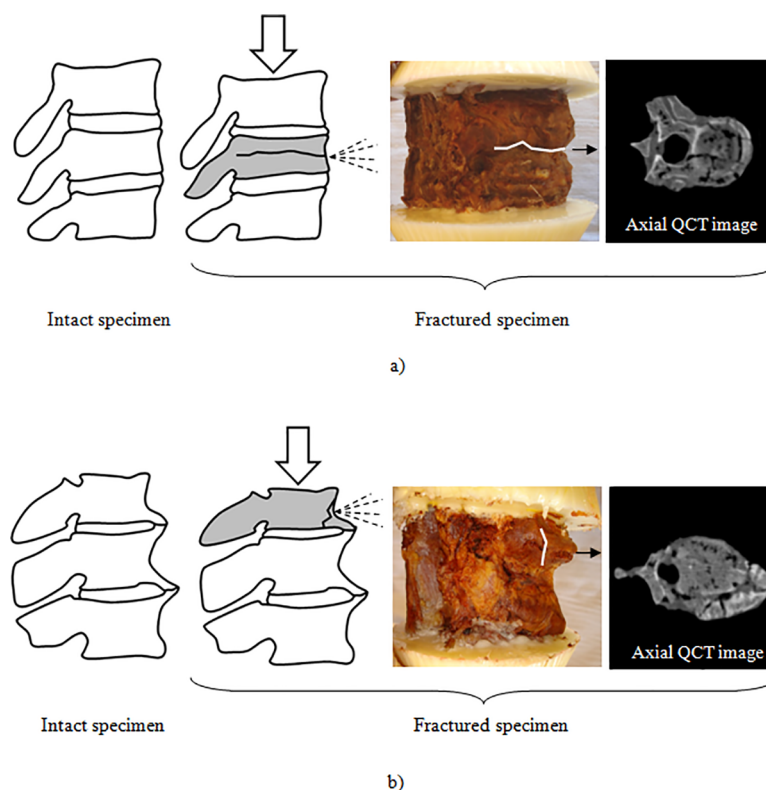 Axial QCT image
Intact specimen
Fractured specimen
a)
Axial QCT image
Intact specimen
Fractured specimen
b)